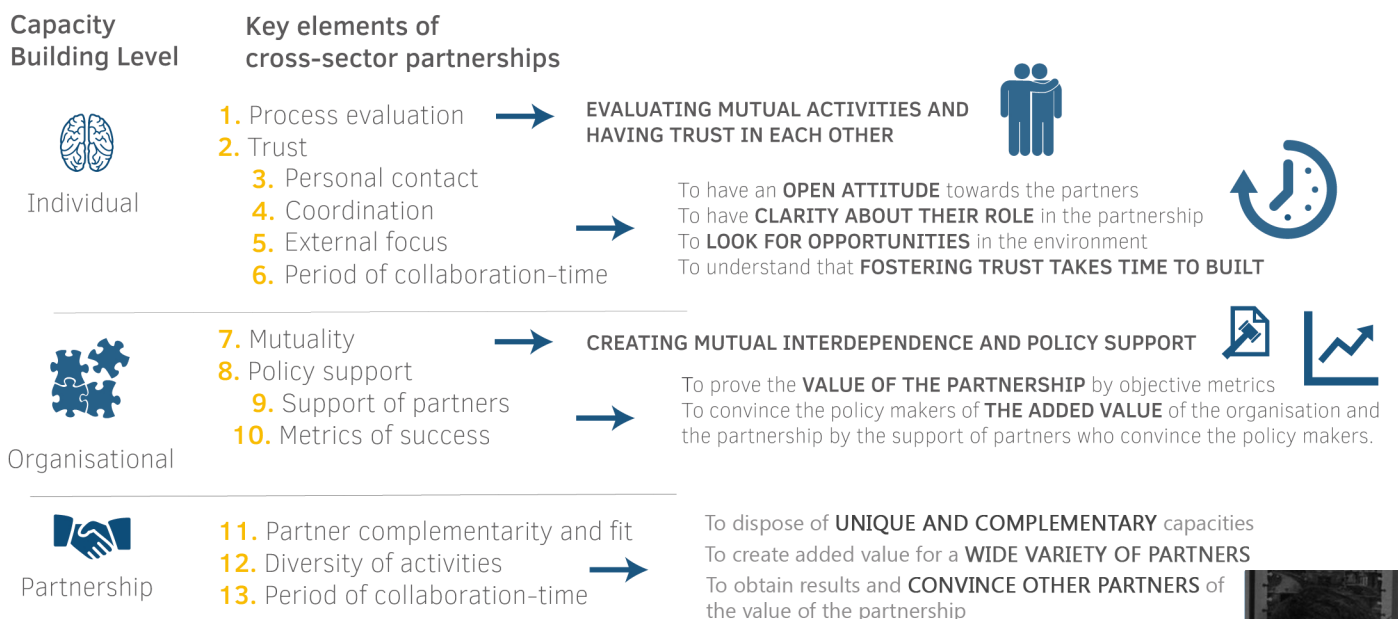 Capacity
Building Level
Key elements of
cross-sector partnerships
Individual
1. Process evaluation
2. Trust
3. Personal contact
4. Coordination
5. External focus
6. Period of collaboration-time
EVALUATING MUTUAL ACTIVITIES AND
HAVING TRUST IN EACH OTHER
To have an OPEN ATTITUDE towards the partners
To have CLARITY ABOUT THEIR ROLE in the partnership
To LOOK FOR OPPORTUNITIES in the environment
To understand that FOSTERING TRUST TAKES TIME TO BUILT
Organisational
7. Mutuality
8. Policy support
9. Support of partners
10. Metrics of success
CREATING MUTUAL INTERDEPENDENCE AND POLICY SUPPORT
To prove the VALUE OF THE PARTNERSHIP by objective metrics
To convince the policy makers of THE ADDED VALUE of the organisation and
the partnership by the support of partners who convince the policy makers.
Partnership
11. Partner complementarity and fit
12. Diversity of activities
13. Period of collaboration-time
To dispose of UNIQUE AND COMPLEMENTARY capacities
To create added value for a WIDE VARIETY OF PARTNERS
To obtain results and CONVINCE OTHER PARTNERS of
the value of the partnership